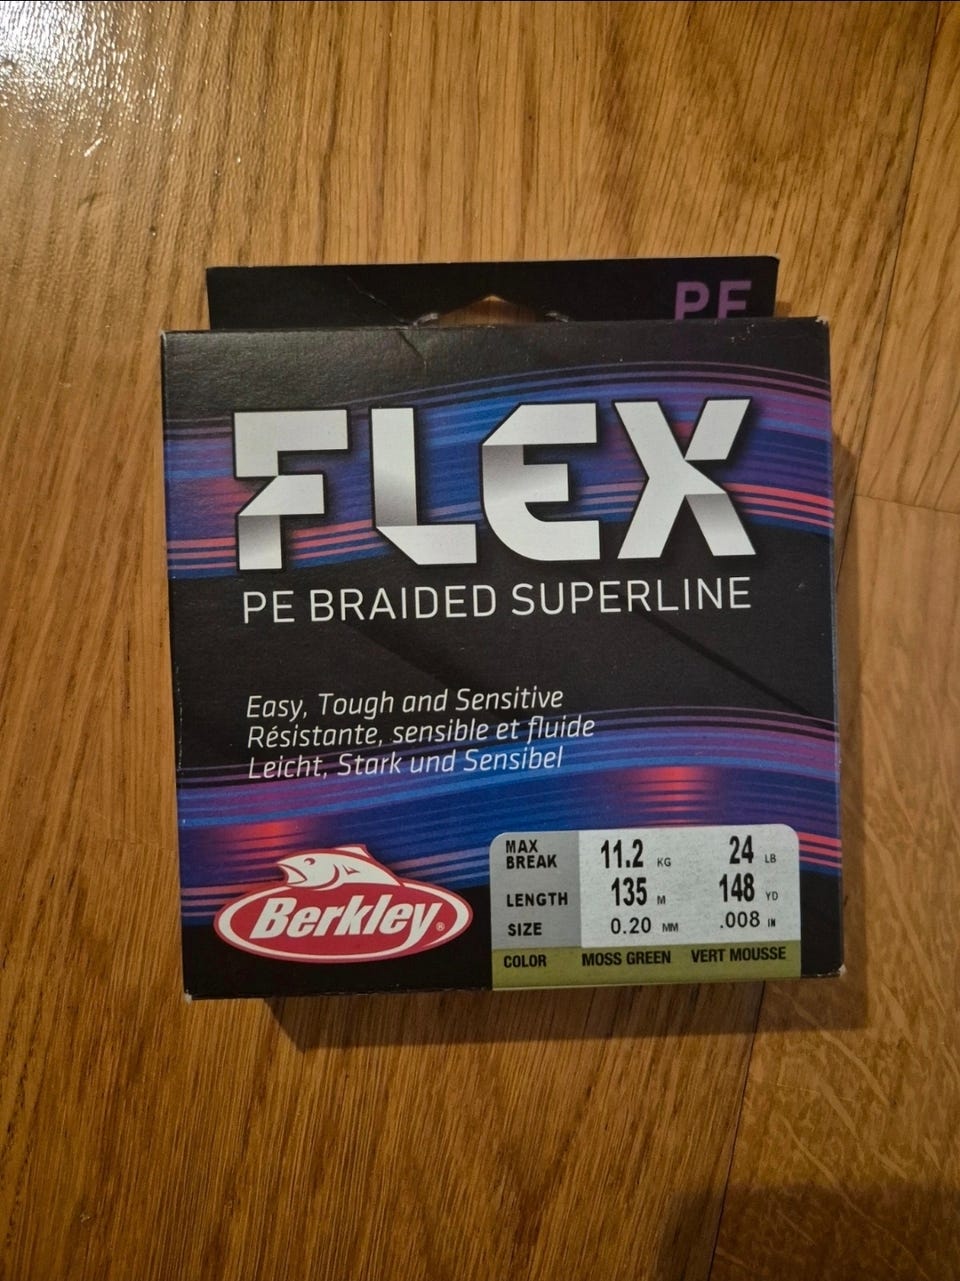 PE
FLEX
PE BRAIDED SUPERLINE
Easy, Tough and Sensitive
Résistante, sensible et fluide
Leicht, Stark und Sensibel
Berkley®
MAX BREAK 11.2 KG 24 LB
LENGTH 135 M 148 YD
SIZE 0.20 MM .008 IN
COLOR MOSS GREEN VERT MOUSSE